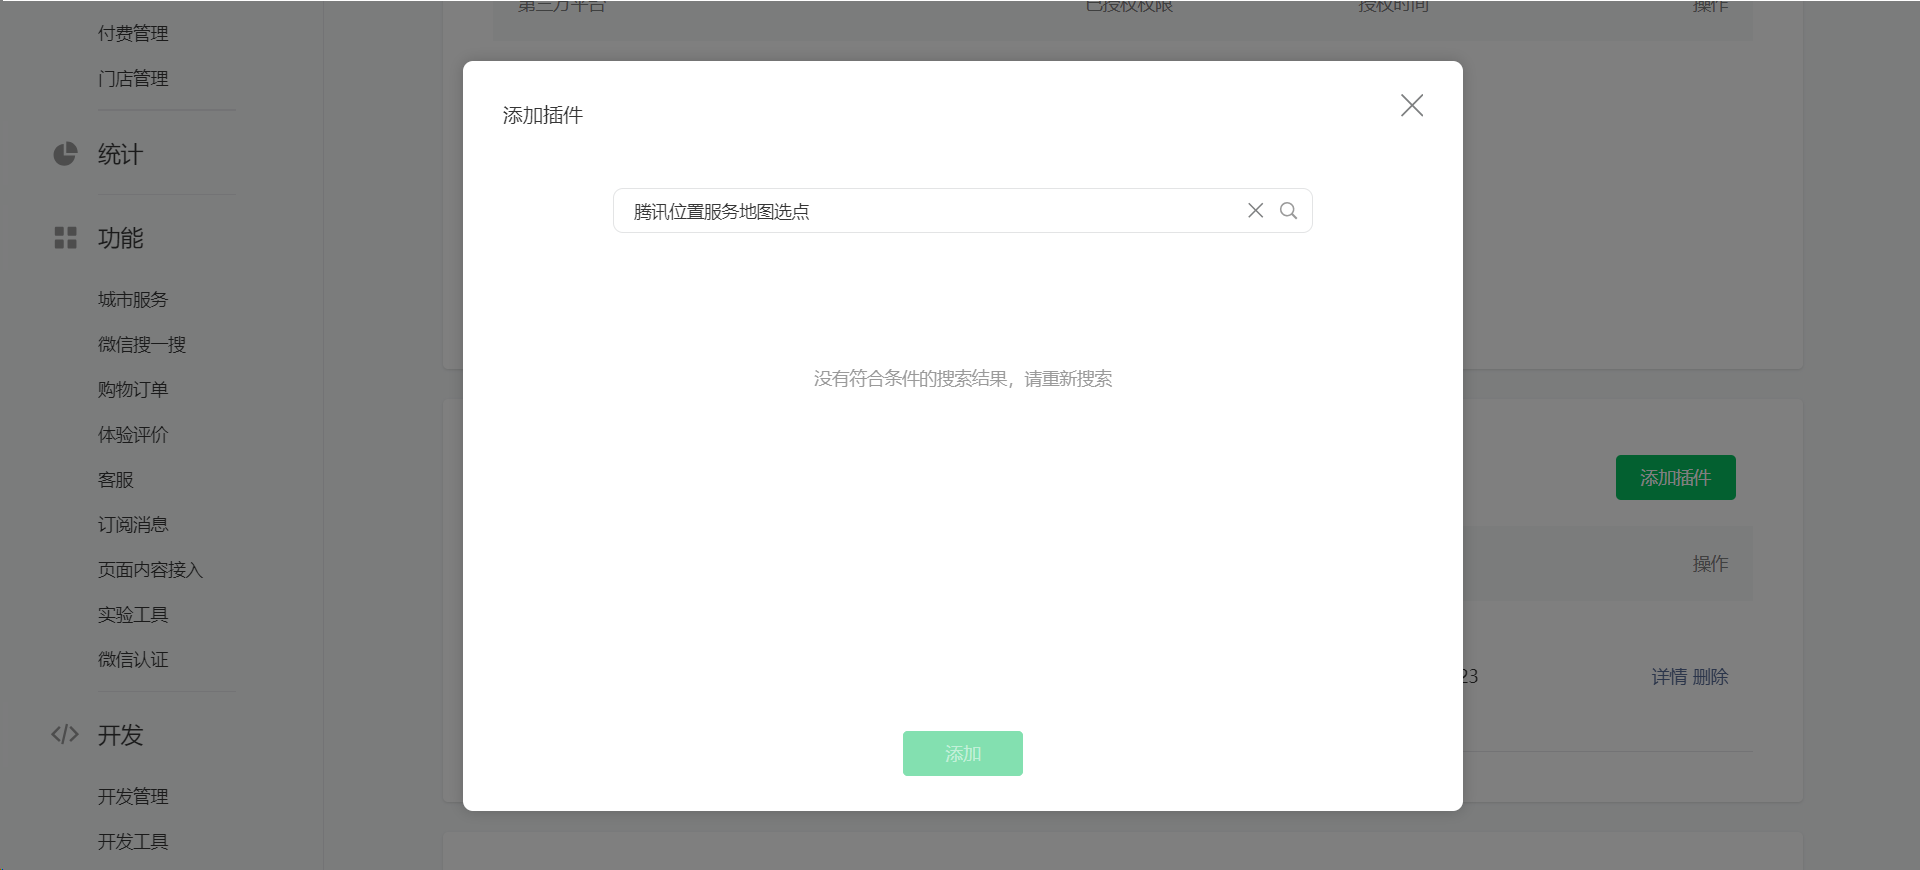 付费管理
门店管理
统计
功能
城市服务
微信搜一搜
购物订单
体验评价
客服
订阅消息
页面内容接入
实验工具
微信认证
开发
开发管理
开发工具
第三方平台
已授权权限
授权时间
操作
添加插件
腾讯位置服务地图选点
没有符合条件的搜索结果，请重新搜索
添加
添加插件
操作
23
详情 删除